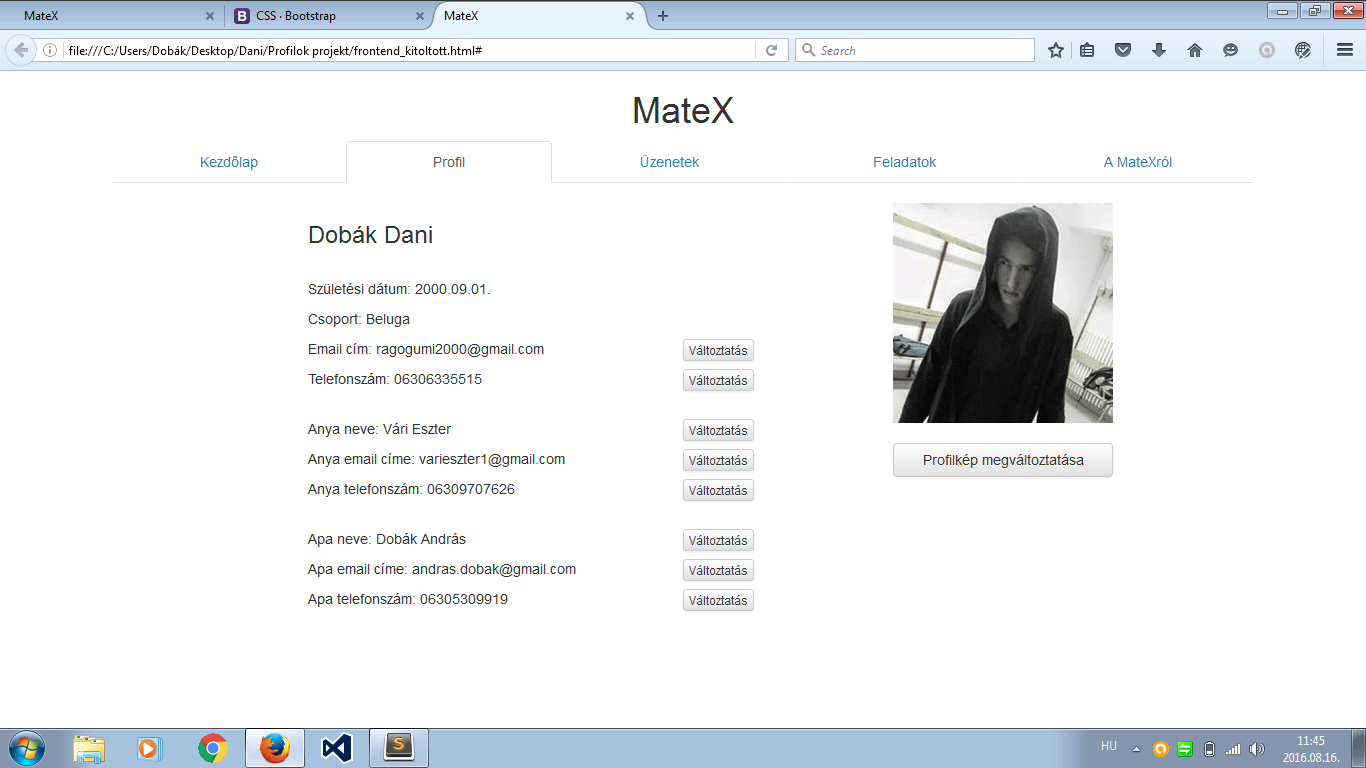 MateX
CSS · Bootstrap
MateX
file:///C:/Users/Dobák/Desktop/Dani/Profilok projekt/frontend_kitoltott.html#
Search
MateX
Kezdőlap
Profil
Üzenetek
Feladatok
A MateXról
Dobák Dani
Születési dátum: 2000.09.01.
Csoport: Beluga
Email cím: ragogumi2000@gmail.com Változtatás
Telefonszám: 06306335515 Változtatás
Anya neve: Vári Eszter Változtatás
Anya email címe: varieszter1@gmail.com Változtatás
Anya telefonszám: 06309707626 Változtatás
Apa neve: Dobák András Változtatás
Apa email címe: andras.dobak@gmail.com Változtatás
Apa telefonszám: 06305309919 Változtatás
Profilkép megváltoztatása
HU
11:45
2016.08.16.